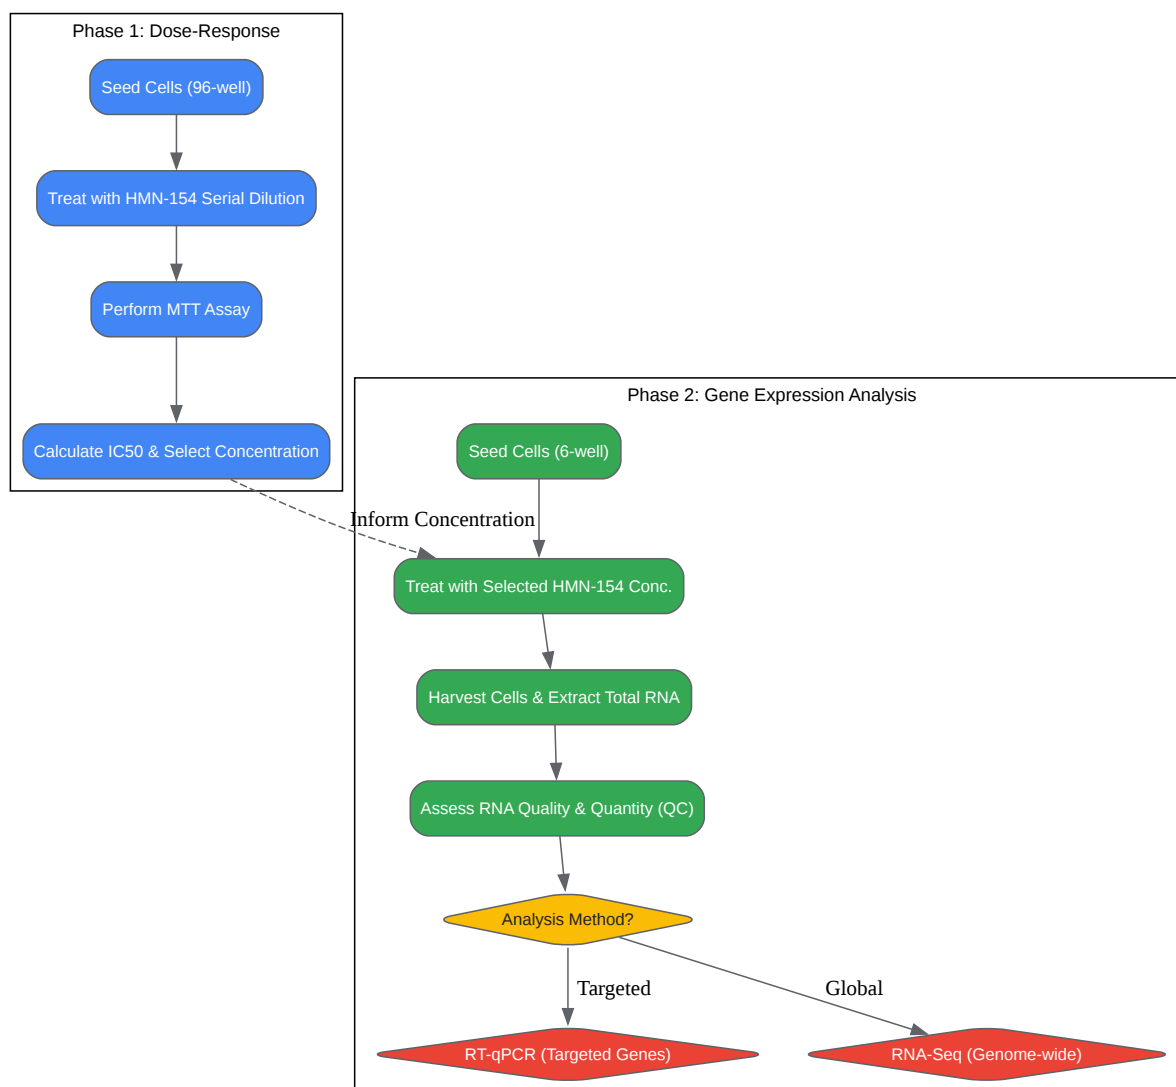 Phase 1: Dose-Response
Seed Cells (96-well)
Treat with HMN-154 Serial Dilution
Perform MTT Assay
Calculate IC50 & Select Concentration
Phase 2: Gene Expression Analysis
Seed Cells (6-well)
Inform Concentration
Treat with Selected HMN-154 Conc.
Harvest Cells & Extract Total RNA
Assess RNA Quality & Quantity (QC)
Analysis Method?
Targeted
Global
RT-qPCR (Targeted Genes)
RNA-Seq (Genome-wide)